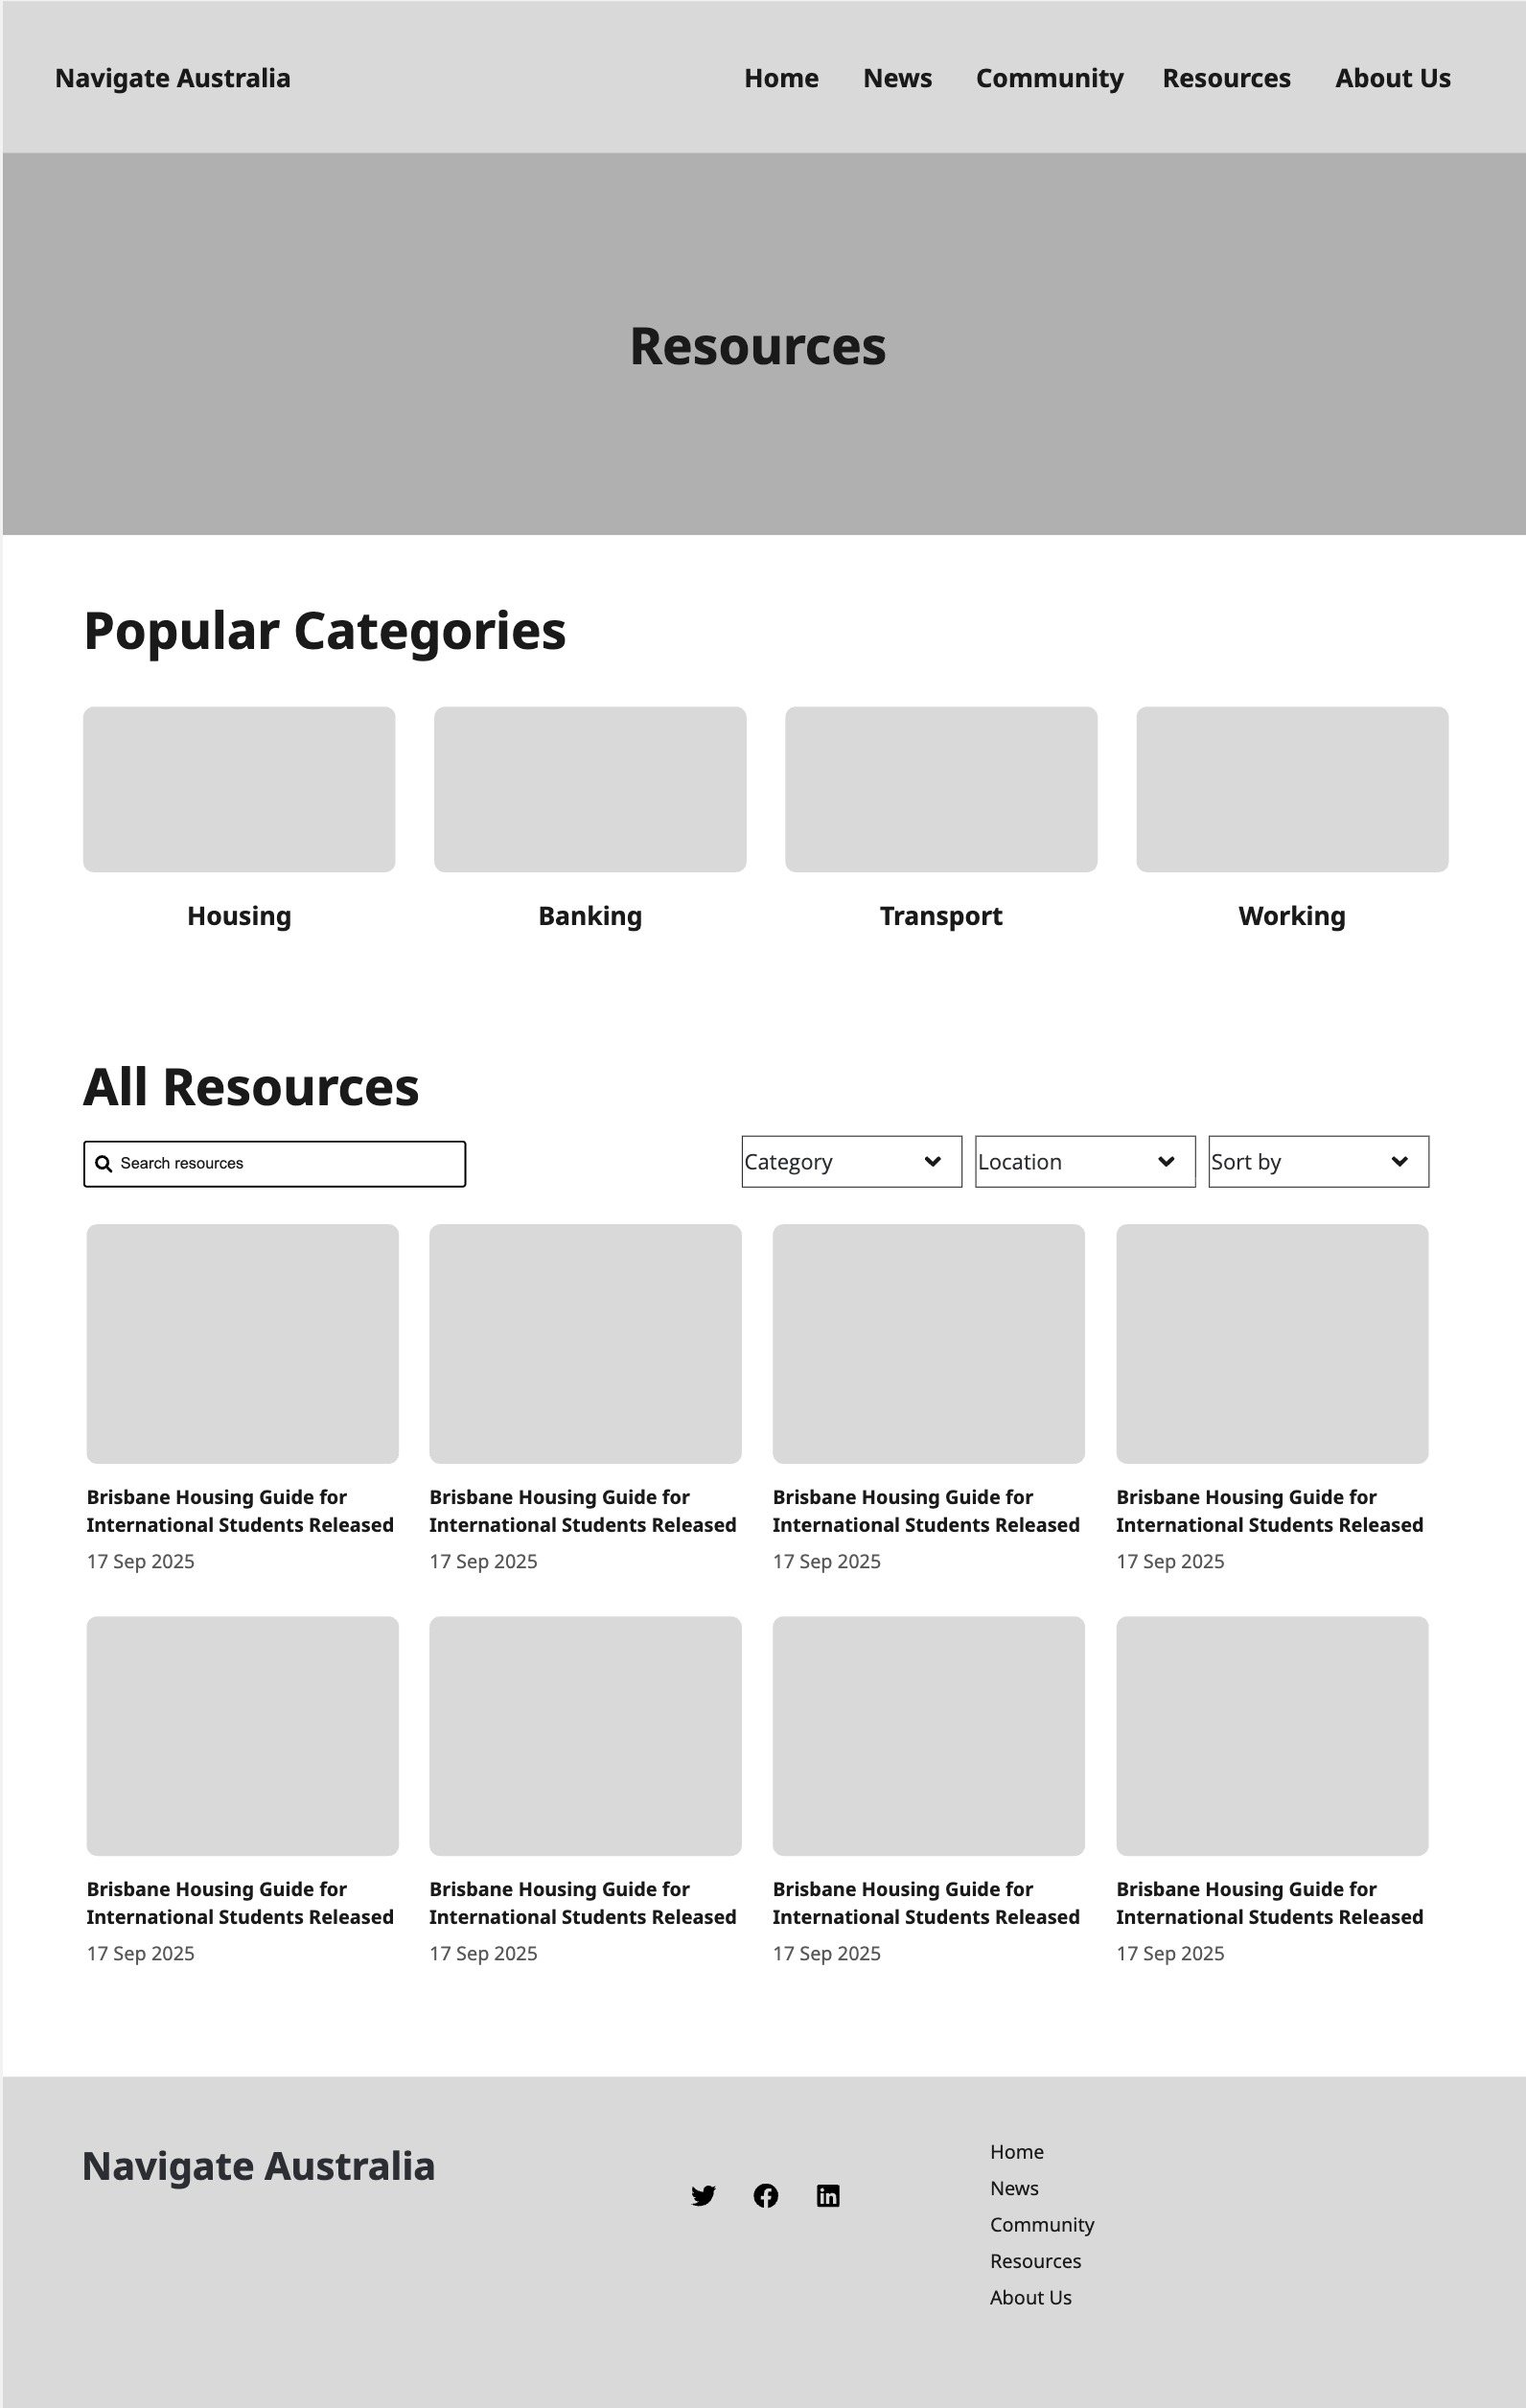 Navigate Australia
Home News Community Resources About Us
Resources
Popular Categories
Housing Banking Transport Working
All Resources
Search resources
Category Location Sort by
Brisbane Housing Guide for
International Students Released
17 Sep 2025
Brisbane Housing Guide for
International Students Released
17 Sep 2025
Brisbane Housing Guide for
International Students Released
17 Sep 2025
Brisbane Housing Guide for
International Students Released
17 Sep 2025
Brisbane Housing Guide for
International Students Released
17 Sep 2025
Brisbane Housing Guide for
International Students Released
17 Sep 2025
Brisbane Housing Guide for
International Students Released
17 Sep 2025
Brisbane Housing Guide for
International Students Released
17 Sep 2025
Navigate Australia
Home
News
Community
Resources
About Us